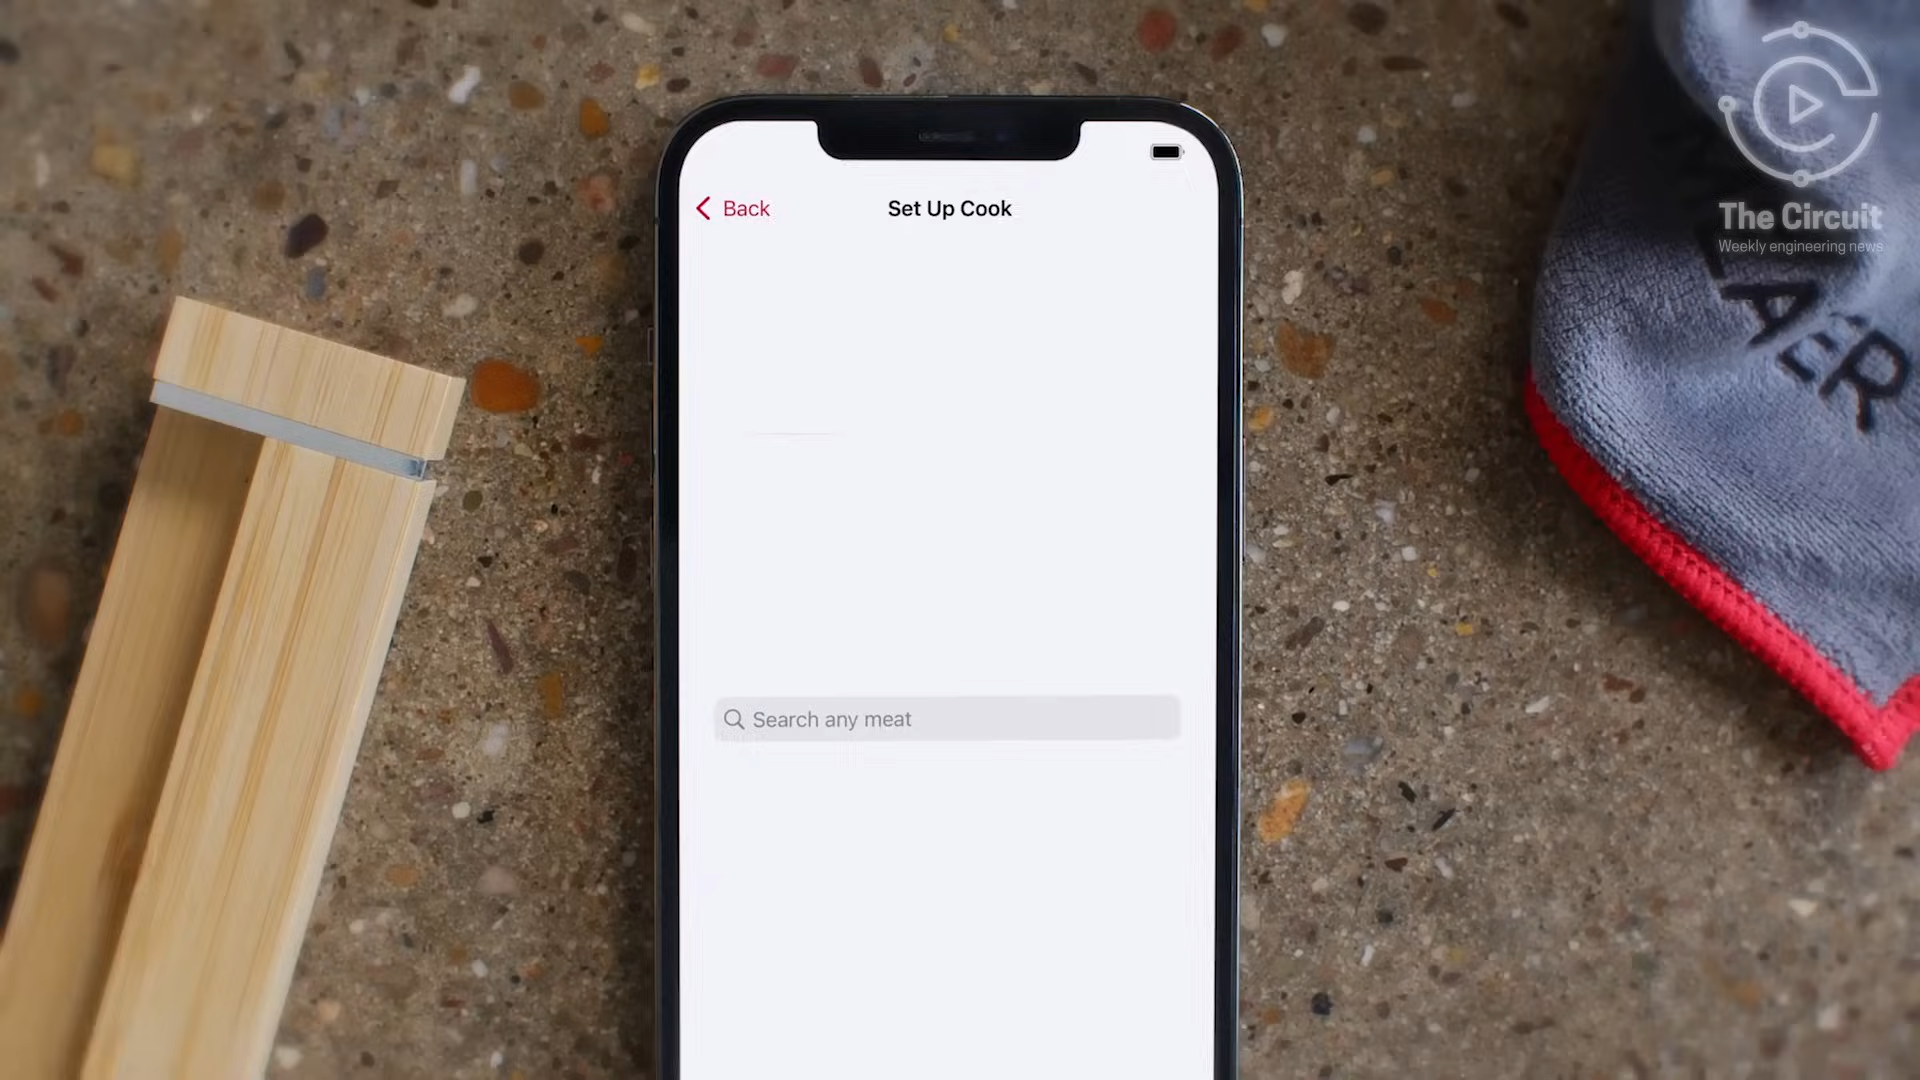 The Circuit
Weekly engineering news
Back
Set Up Cook
Search any meat